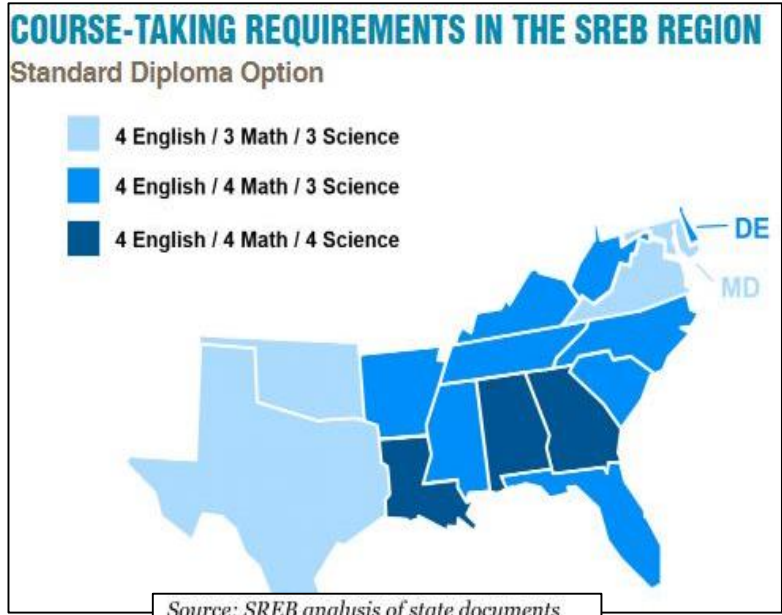 COURSE-TAKING REQUIREMENTS IN THE SREB REGION
Standard Diploma Option
4 English / 3 Math / 3 Science
4 English / 4 Math / 3 Science
4 English / 4 Math / 4 Science
DE
MD
Source: SREB analysis of state documents